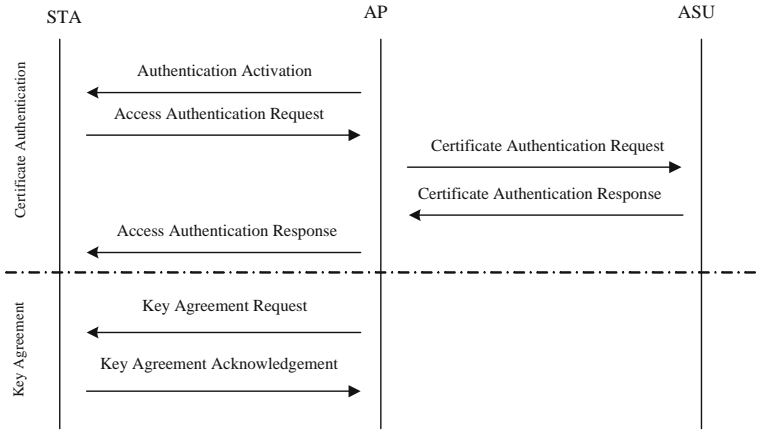 STA
AP
ASU
Certificate Authentication
Authentication Activation
Access Authentication Request
Certificate Authentication Request
Certificate Authentication Response
Access Authentication Response
Key Agreement
Key Agreement Request
Key Agreement Acknowledgement